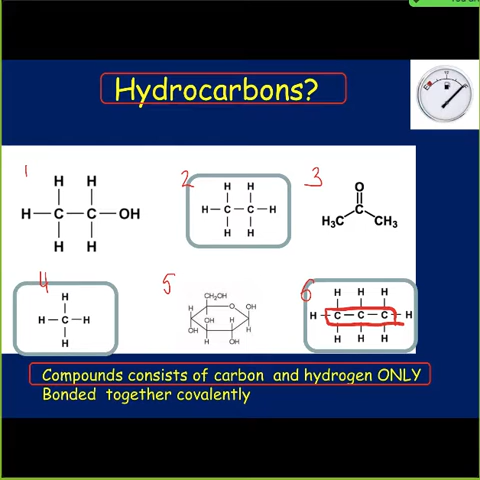 Hydrocarbons?
1
2
3
H H
H C C OH
H H
H H
H C C H
H H
O
H₃C C CH₃
4
5
6
H
H C H
H
CH₂OH
H O OH
OH H H
OH
H OH
H H H
H C C C H
H H H
Compounds consists of carbon and hydrogen ONLY
Bonded together covalently